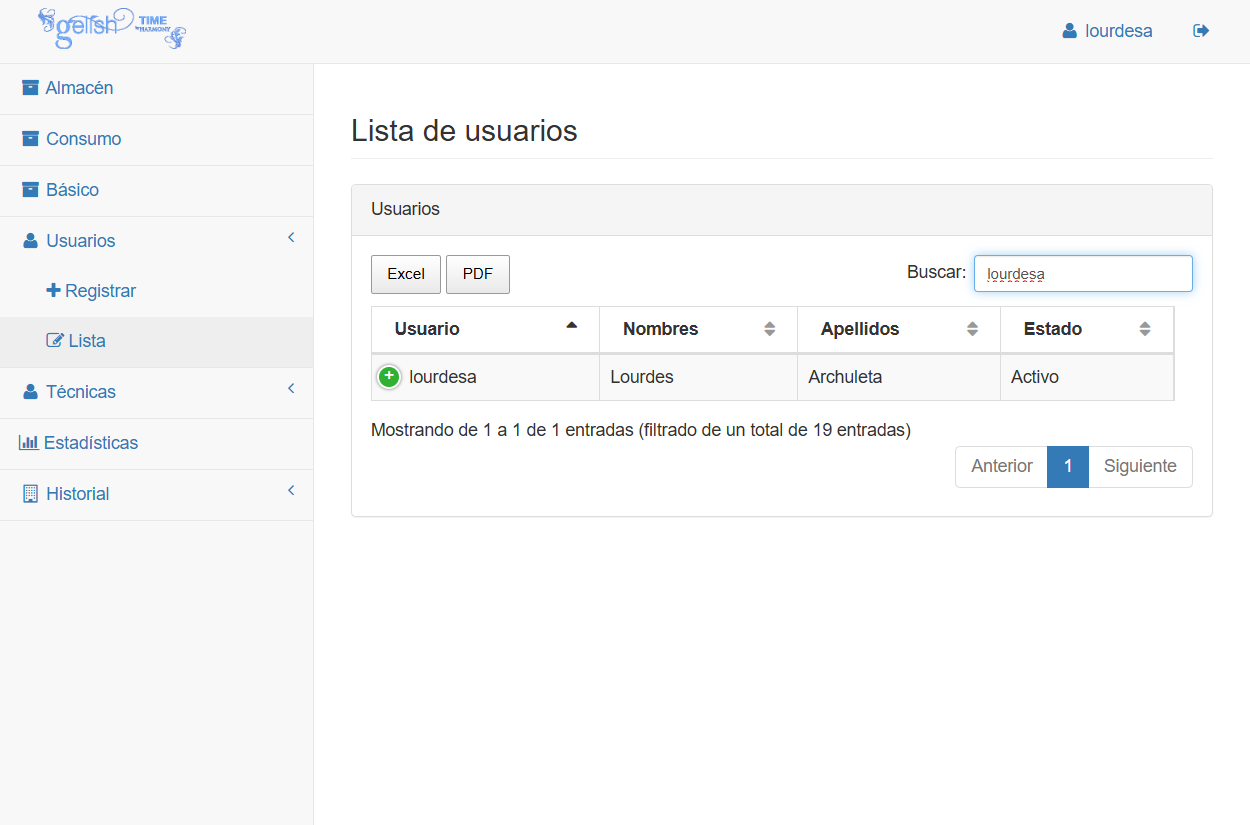 gelish TIME
IN HARMONY
lourdesa
Almacén
Consumo
Básico
Usuarios
Registrar
Lista
Técnicas
Estadísticas
Historial
Lista de usuarios
Usuarios
Excel PDF Buscar: lourdesa
Usuario Nombres Apellidos Estado
lourdesa Lourdes Archuleta Activo
Mostrando de 1 a 1 de 1 entradas (filtrado de un total de 19 entradas)
Anterior 1 Siguiente